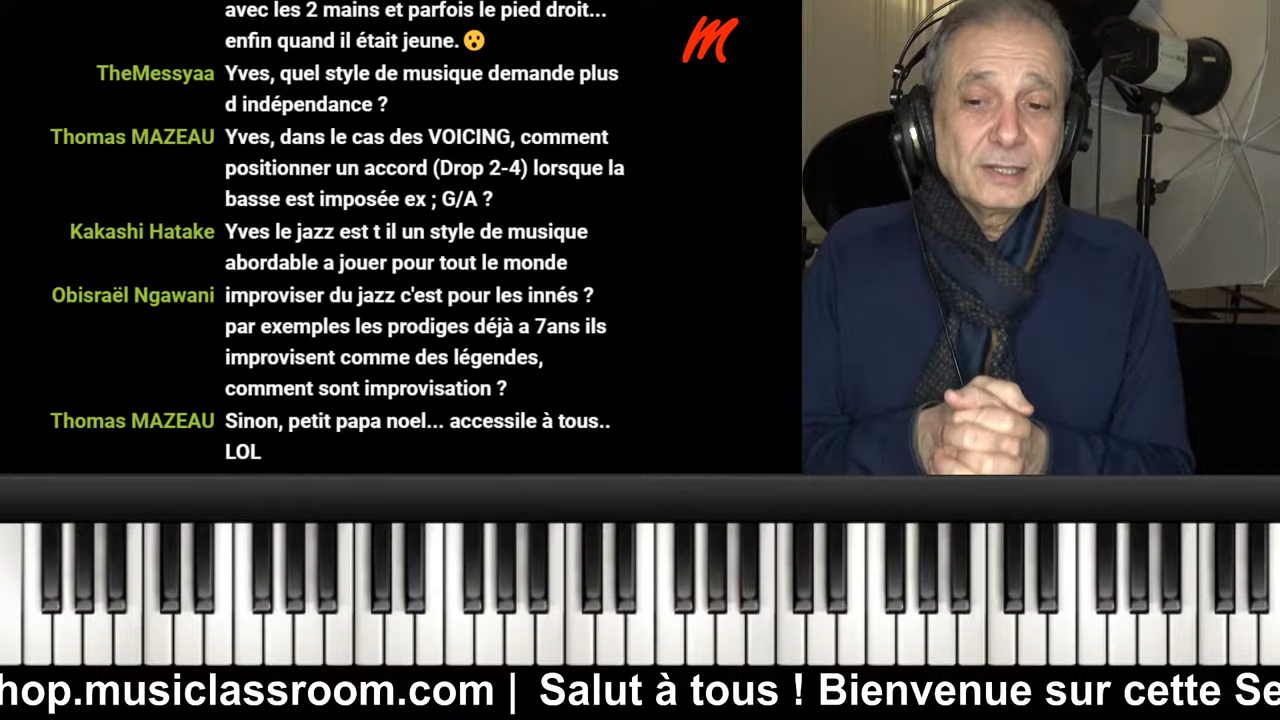 avec les 2 mains et parfois le pied droit...
enfin quand il était jeune.😮
m
TheMessyaa Yves, quel style de musique demande plus
d indépendance ?
Thomas MAZEAU Yves, dans le cas des VOICING, comment
positionner un accord (Drop 2-4) lorsque la
basse est imposée ex ; G/A ?
Kakashi Hatake Yves le jazz est t il un style de musique
abordable a jouer pour tout le monde
Obisraël Ngawani improviser du jazz c'est pour les innés ?
par exemples les prodiges déjà a 7ans ils
improvisent comme des légendes,
comment sont improvisation ?
Thomas MAZEAU Sinon, petit papa noel... accessile à tous..
LOL
hop.musiclassroom.com | Salut à tous ! Bienvenue sur cette Se